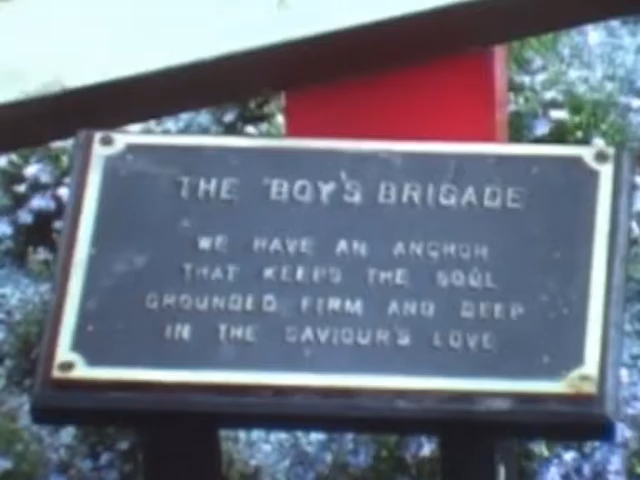 THE BOY'S BRIGADE
WE HAVE AN ANCHOR
THAT KEEPS THE SOUL
GROUNDED FIRM AND DEEP
IN THE SAVIOUR'S LOVE